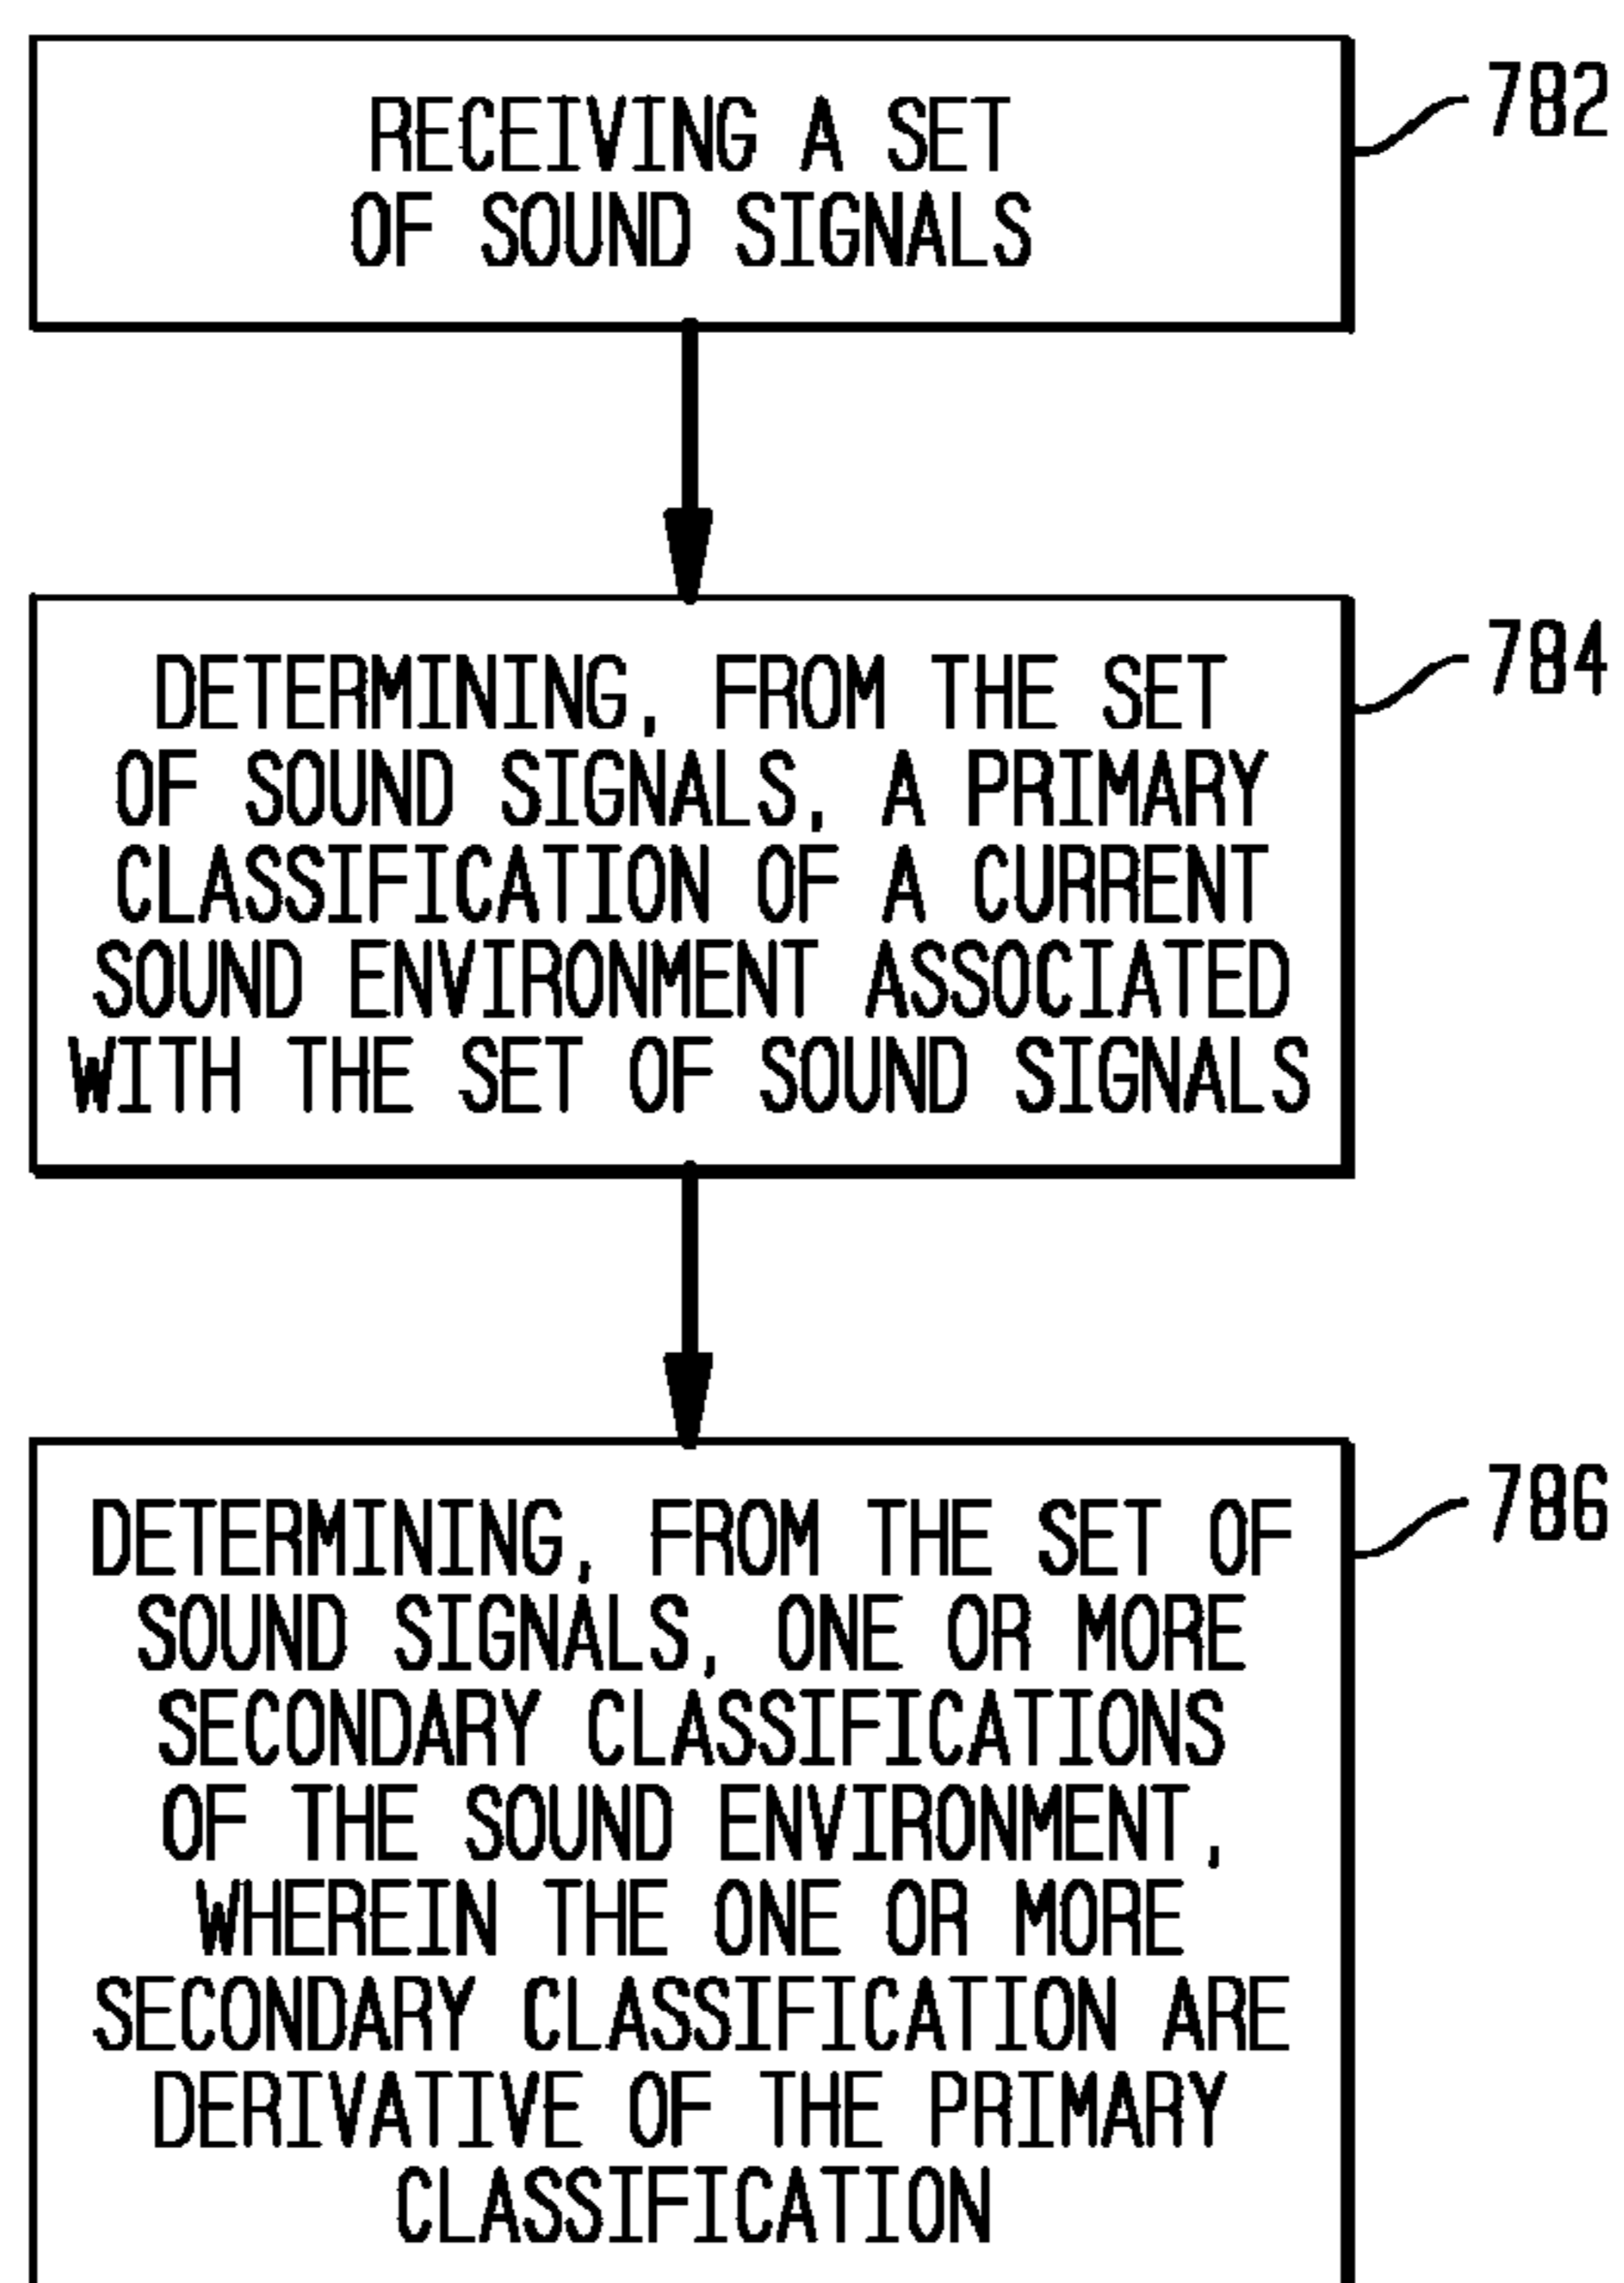 RECEIVING A SET
OF SOUND SIGNALS
782
DETERMINING, FROM THE SET
OF SOUND SIGNALS, A PRIMARY
CLASSIFICATION OF A CURRENT
SOUND ENVIRONMENT ASSOCIATED
WITH THE SET OF SOUND SIGNALS
784
DETERMINING, FROM THE SET OF
SOUND SIGNALS, ONE OR MORE
SECONDARY CLASSIFICATIONS
OF THE SOUND ENVIRONMENT,
WHEREIN THE ONE OR MORE
SECONDARY CLASSIFICATION ARE
DERIVATIVE OF THE PRIMARY
CLASSIFICATION
786